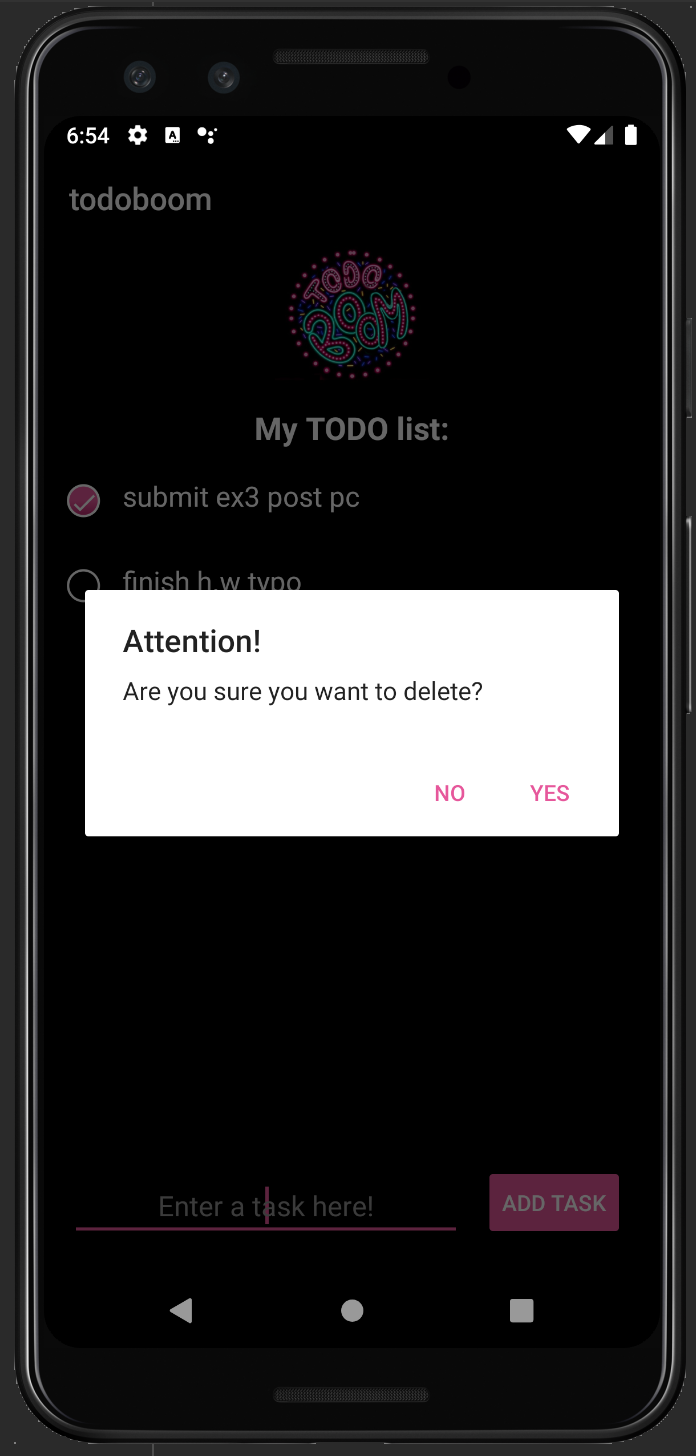 6:54
todoboom
TODO
BOOM
My TODO list:
submit ex3 post pc
finish h.w typo
Attention!
Are you sure you want to delete?
NO YES
Enter a task here! ADD TASK